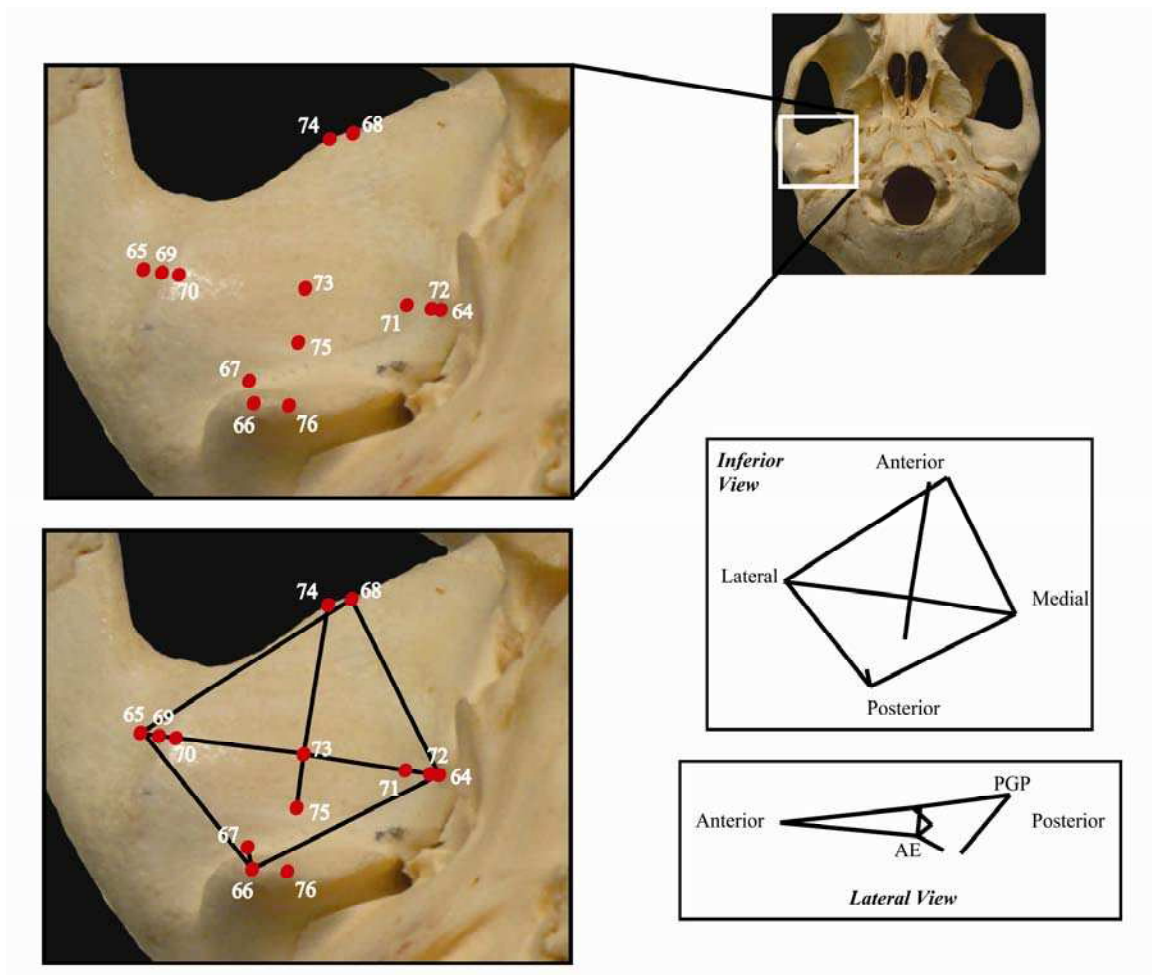 74
68
65
69
70
73
72
71
64
75
67
66
76
Inferior
View
Anterior
Lateral
Medial
Posterior
74
68
65
69
70
73
72
71
64
75
67
66
76
PGP
Anterior
Posterior
AE
Lateral View